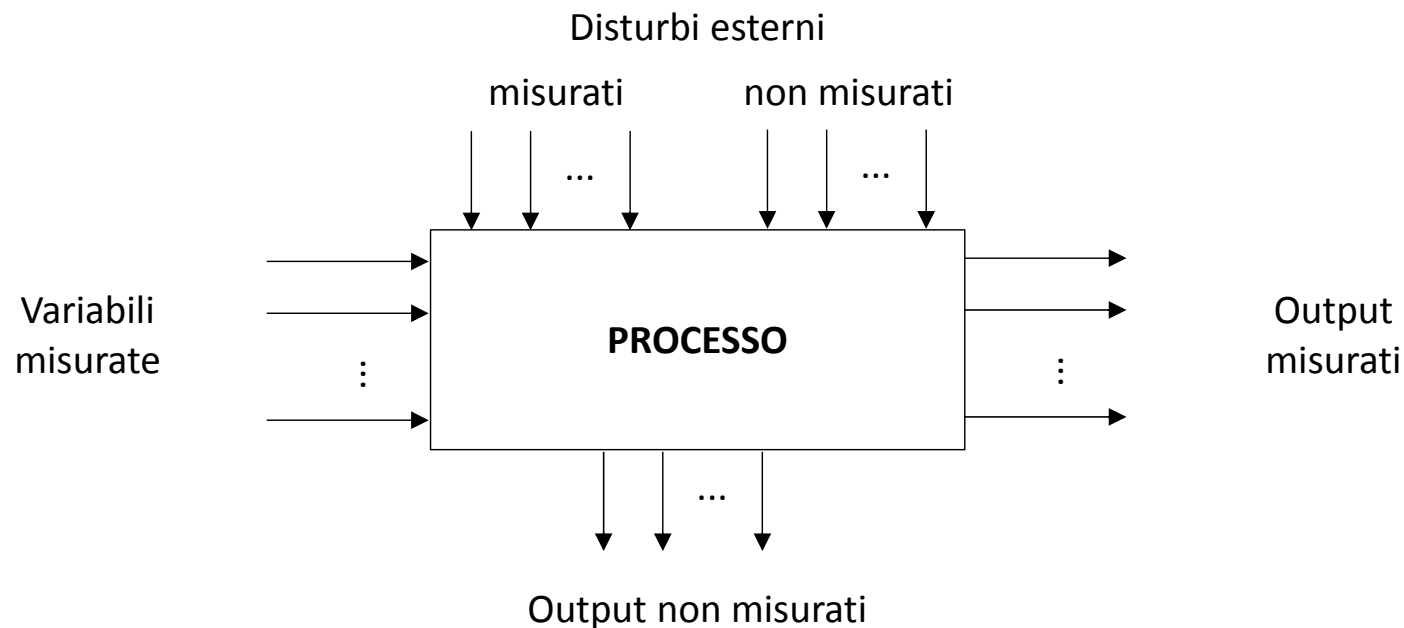 Disturbi esterni
misurati
non misurati
...
...
Variabili
misurate
...
PROCESSO
...
Output
misurati
...
Output non misurati